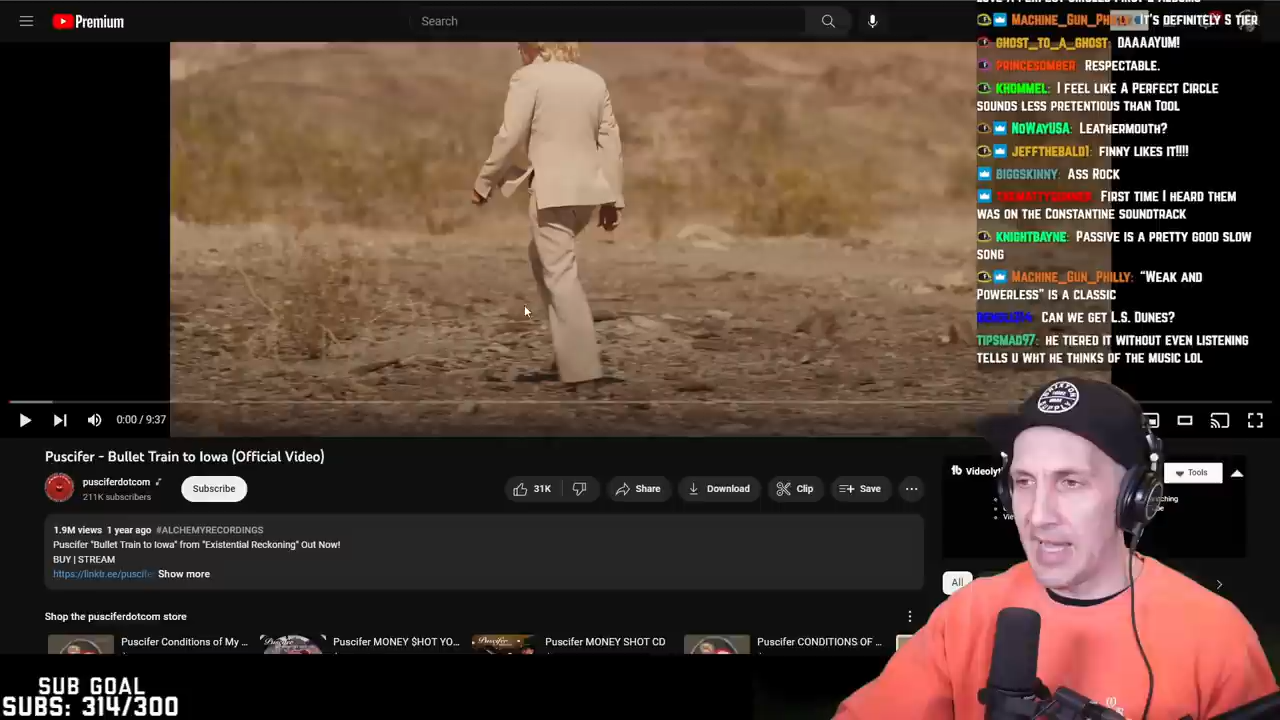 Premium
Search
MACHINE_GUN_PH
IT'S DEFINITELY S TIER
GHOST_TO_A_GHOST: DAAAAYUM!
PRINCESOMBER RESPECTABLE.
KHOMMEL: I FEEL LIKE A PERFECT CIRCLE
SOUNDS LESS PRETENTIOUS THAN TOOL
NOWAYUSA: LEATHERMOUTH?
JEFFTHEBALD1: FINNY LIKES IT!!!!
BIGGSKINNY: ASS ROCK
FIRST TIME I HEARD THEM
WAS ON THE CONSTANTINE SOUNDTRACK
KNIGHTBAYNE: PASSIVE IS A PRETTY GOOD SLOW
SONG
MACHINE_GUN_PHILLY: “WEAK AND
POWERLESS” IS A CLASSIC
CAN WE GET L.S. DUNES?
TIPSMAD97: HE TIERED IT WITHOUT EVEN LISTENING
TELLS U WHT HE THINKS OF THE MUSIC LOL
0:00 / 9:37
Puscifer - Bullet Train to Iowa (Official Video)
pusciferdotcom
211K subscribers
Subscribe
31K
Share
Download
Clip
Save
Videolyt
Tools
1.9M views 1 year ago #ALCHEMYRECORDINGS
Puscifer "Bullet Train to Iowa" from "Existential Reckoning" Out Now!
BUY | STREAM
https://linktr.ee/puscife Show more
All
Shop the pusciferdotcom store
Puscifer Conditions of My ...
Puscifer MONEY $HOT YO...
Puscifer MONEY SHOT CD
Puscifer CONDITIONS OF ...
SUB GOAL
SUBS: 314/300